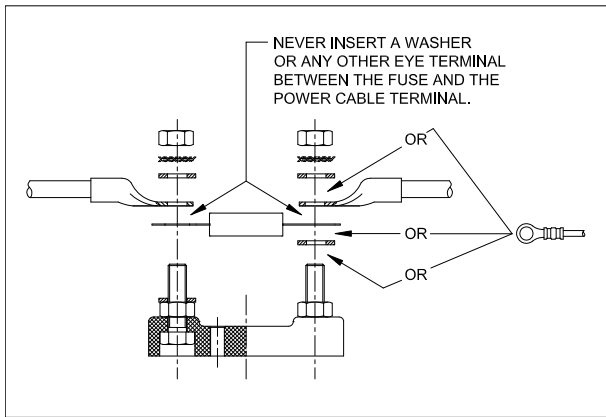 NEVER INSERT A WASHER
OR ANY OTHER EYE TERMINAL
BETWEEN THE FUSE AND THE
POWER CABLE TERMINAL.
OR
OR
OR